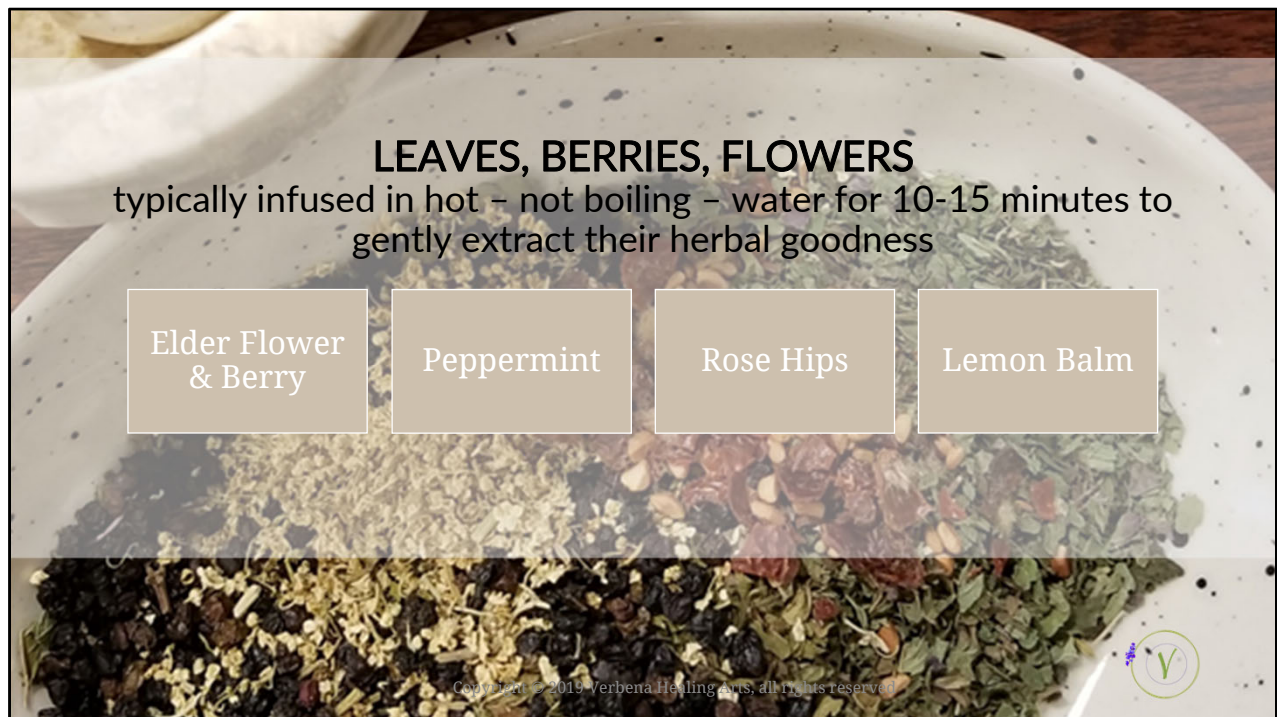 LEAVES, BERRIES, FLOWERS
typically infused in hot – not boiling – water for 10-15 minutes to
gently extract their herbal goodness
Elder Flower
& Berry
Peppermint
Rose Hips
Lemon Balm
Copyright © 2019 Verbena Healing Arts, all rights reserved
V